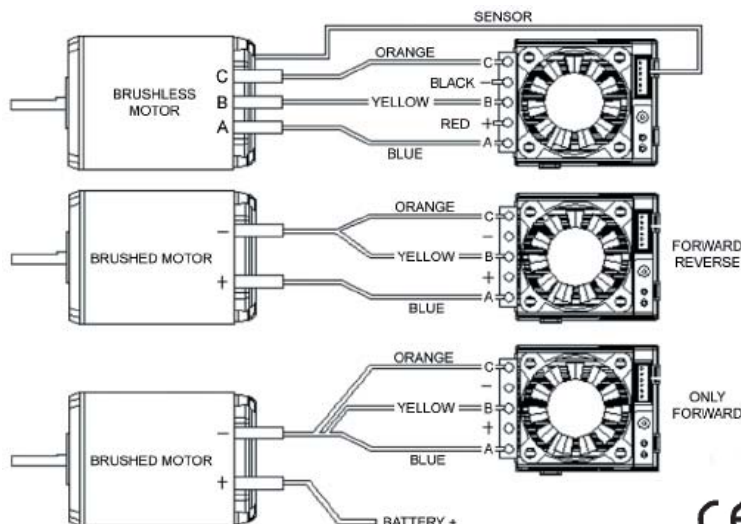 SENSOR
ORANGE
C
C
BLACK
−
BRUSHLESS
MOTOR
B
YELLOW
B
RED
+
A
A
BLUE
ORANGE
C
−
−
BRUSHED MOTOR
YELLOW
B
FORWARD
REVERSE
+
+
A
BLUE
ORANGE
C
−
YELLOW
B
ONLY
FORWARD
−
+
BLUE
A
BRUSHED MOTOR
+
BATTERY +
CE